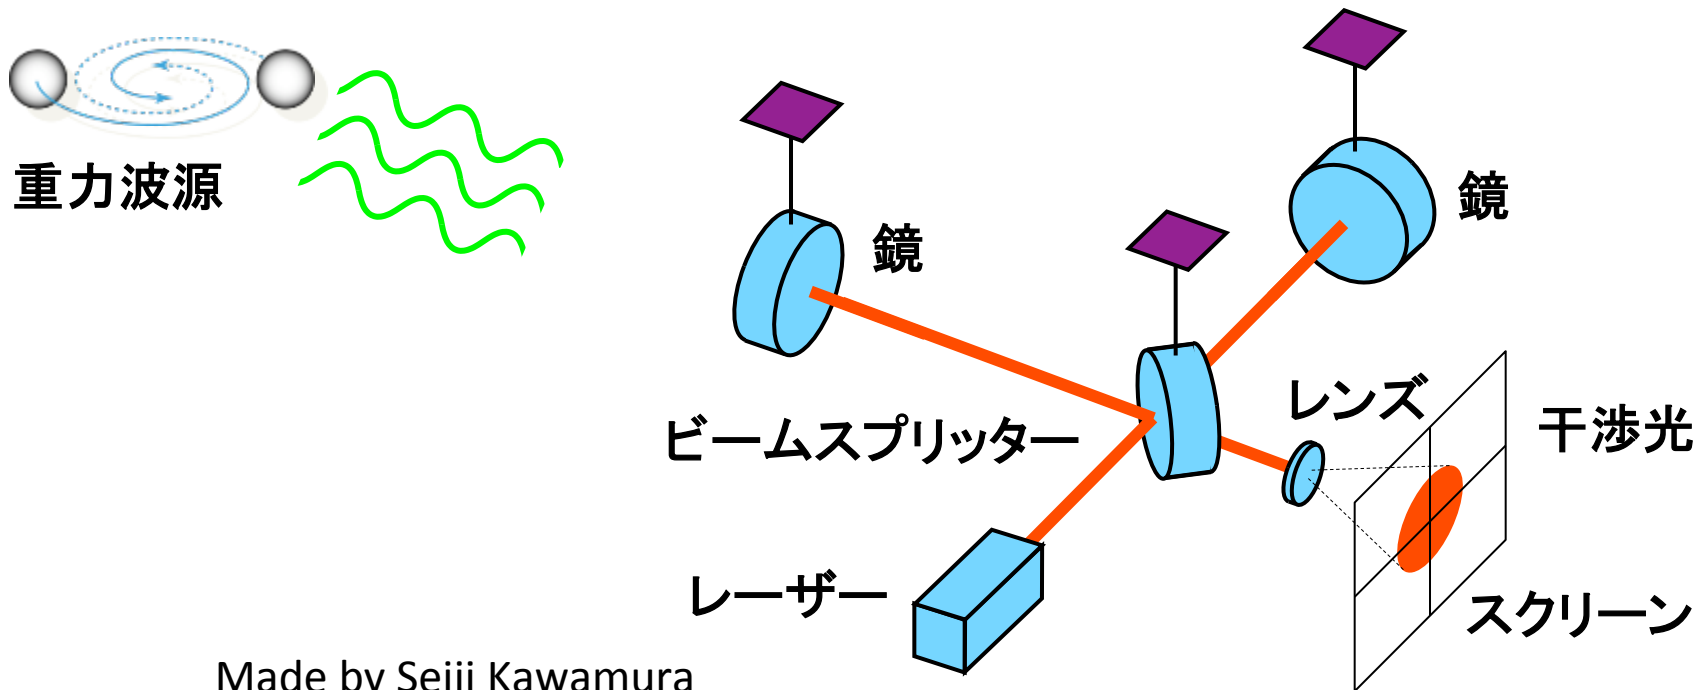 重力波源
鏡
鏡
レンズ
干渉光
ビームスプリッター
レーザー
スクリーン
Made by Seiji Kawamura